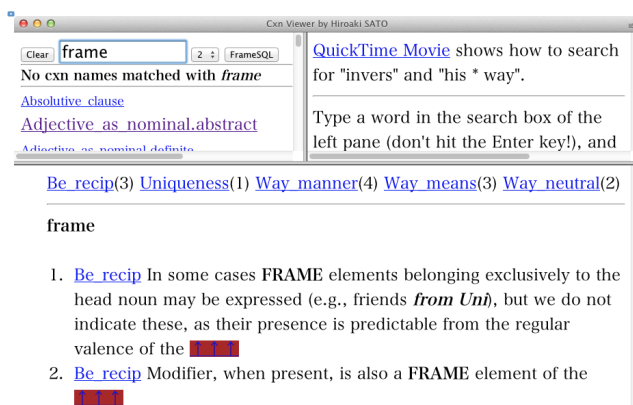 Cxn Viewer by Hiroaki SATO
Clear frame 2 FrameSQL
No cxn names matched with frame
Absolutive_clause
Adjective_as_nominal.abstract
Adjective_as_nominal.definite
QuickTime Movie shows how to search
for "invers" and "his * way".
Type a word in the search box of the
left pane (don't hit the Enter key!), and
Be_recip(3) Uniqueness(1) Way_manner(4) Way_means(3) Way_neutral(2)
frame
1. Be_recip In some cases FRAME elements belonging exclusively to the
head noun may be expressed (e.g., friends from Uni), but we do not
indicate these, as their presence is predictable from the regular
valence of the ↑↑↑
2. Be_recip Modifier, when present, is also a FRAME element of the
↑↑↑